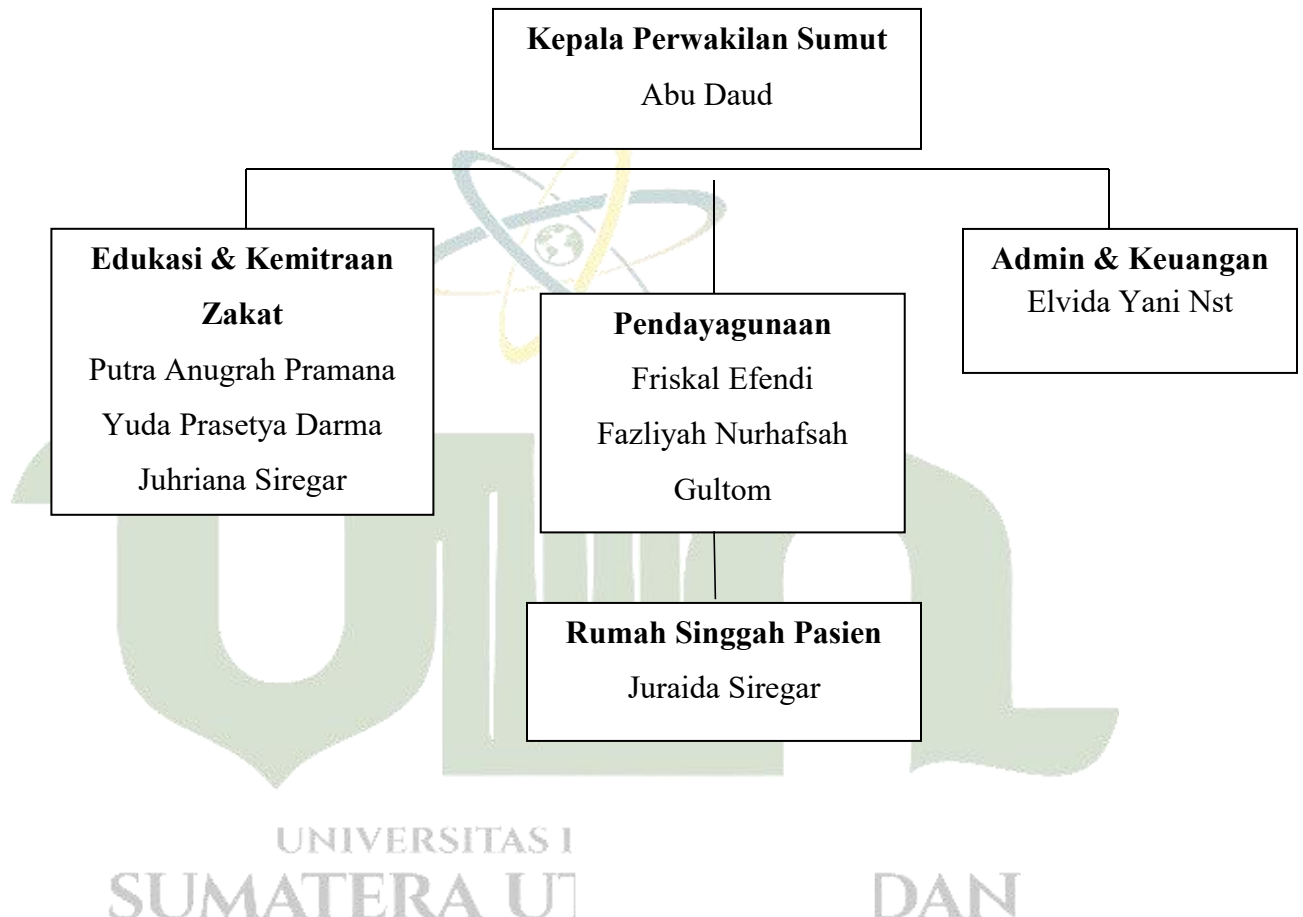 Kepala Perwakilan Sumut
Abu Daud
Edukasi & Kemitraan
Zakat
Putra Anugrah Pramana
Yuda Prasetya Darma
Juhriana Siregar
Pendayagunaan
Friskal Efendi
Fazliyah Nurhafsah
Gultom
Admin & Keuangan
Elvida Yani Nst
Rumah Singgah Pasien
Juraida Siregar
UNIVERSITAS I
SUMATERA UT DAN